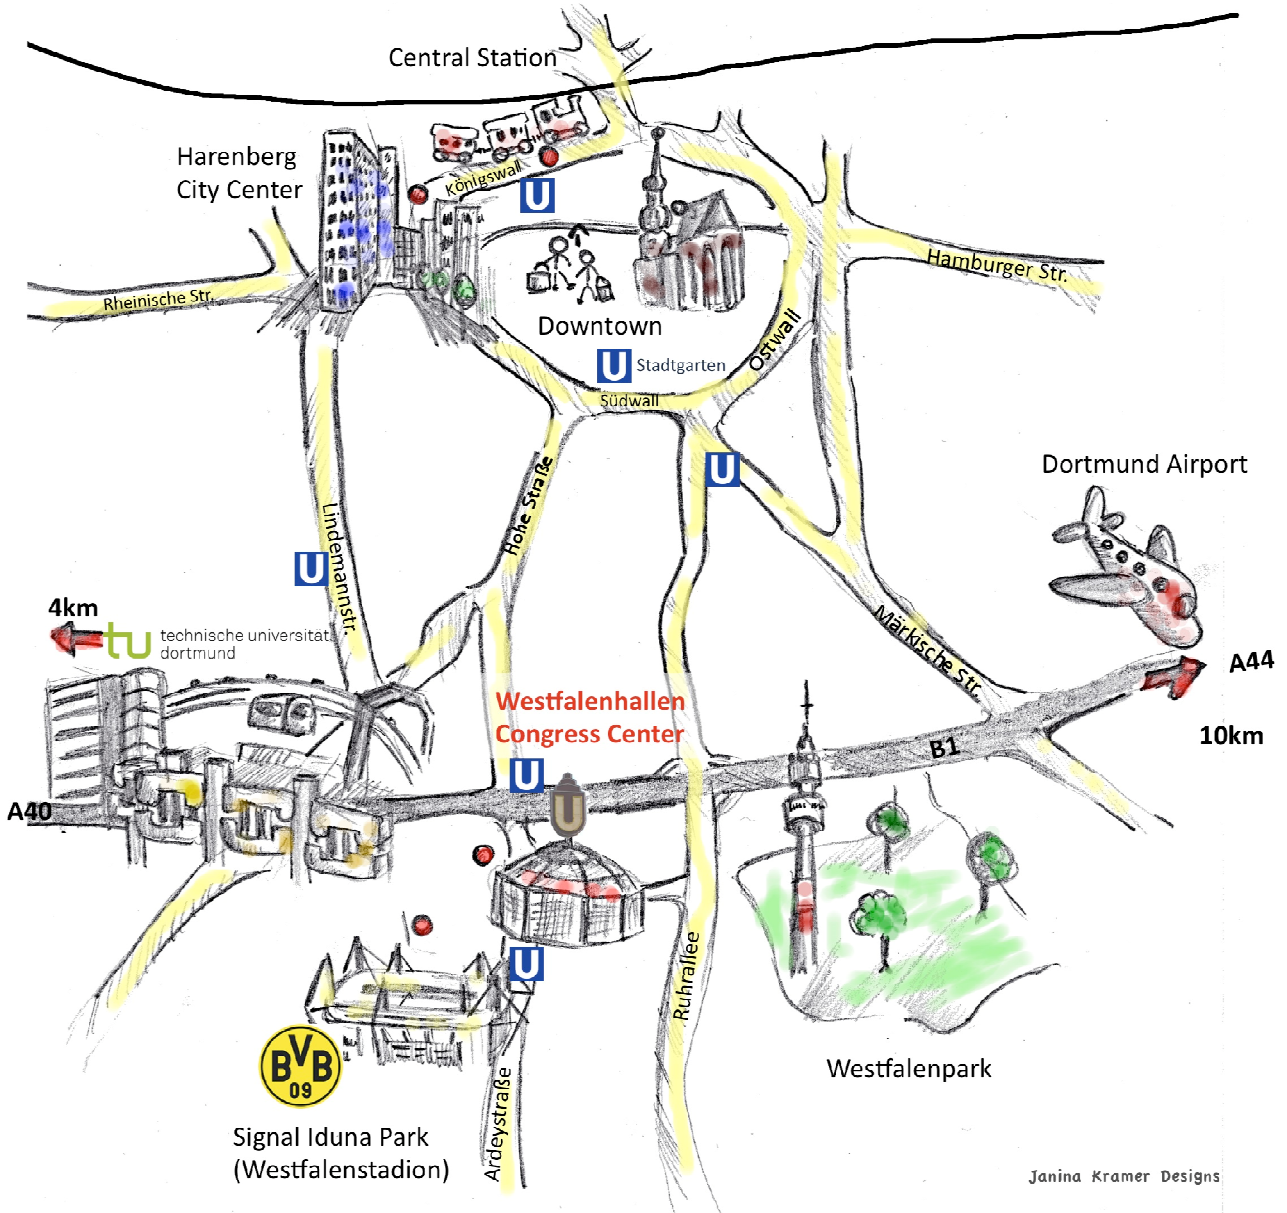 Central Station
Harenberg
City Center
Königswall
U
Rheinische Str.
Hamburger Str.
Downtown
Ostwall
U Stadtgarten
Südwall
U
Hohe Straße
Dortmund Airport
Lindemannstr.
U
4km
tu technische universität
dortmund
Märkische Str.
A44
10km
Westfalenhallen
Congress Center
B1
U
U
A40
U
Ruhrallee
BVB
09
Ardeystraße
Westfalenpark
Signal Iduna Park
(Westfalenstadion)
Janina Kramer Designs